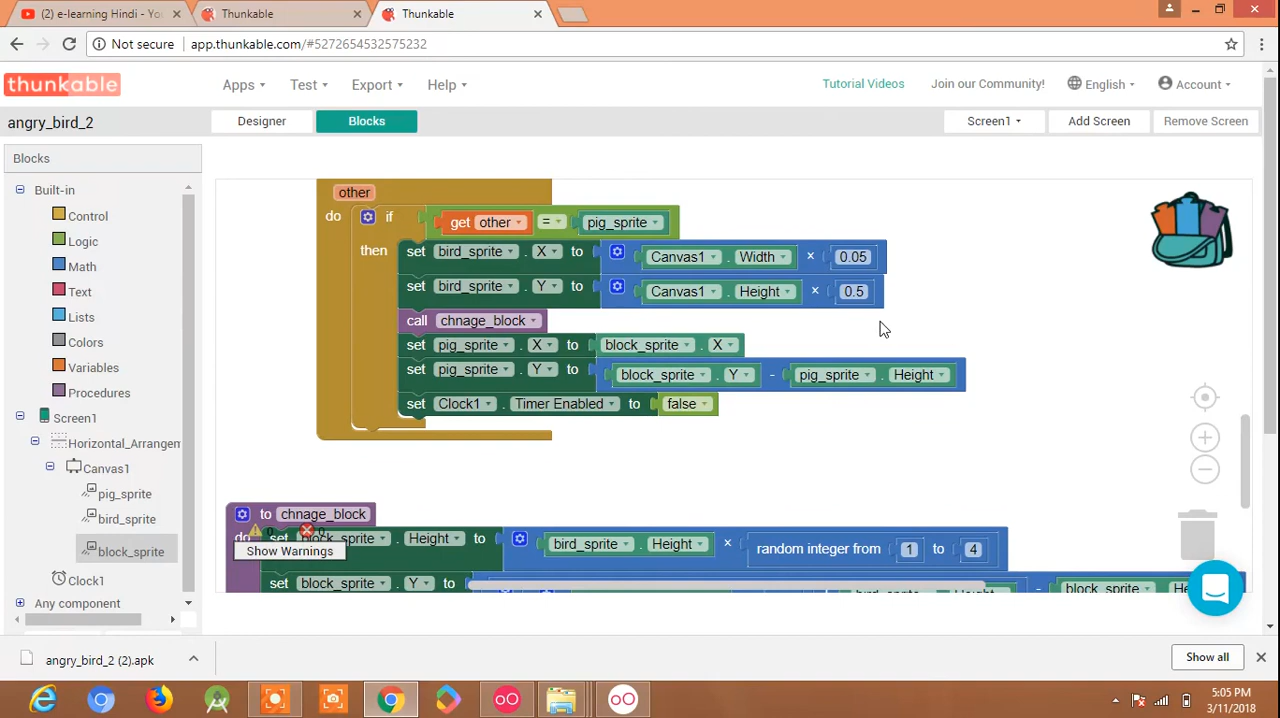 (2) e-learning Hindi - You
Thunkable
Thunkable
Not secure app.thunkable.com/#5272654532575232
thunkable Apps Test Export Help Tutorial Videos Join our Community! English Account
angry_bird_2 Designer Blocks Screen1 Add Screen Remove Screen
Blocks
Built-in
Control
Logic
Math
Text
Lists
Colors
Variables
Procedures
Screen1
Horizontal_Arrangem
Canvas1
pig_sprite
bird_sprite
block_sprite
Clock1
Any component
other
do if get other = pig_sprite
then set bird_sprite . X to Canvas1 . Width × 0.05
set bird_sprite . Y to Canvas1 . Height × 0.5
call chnage_block
set pig_sprite . X to block_sprite . X
set pig_sprite . Y to block_sprite . Y - pig_sprite . Height
set Clock1 . Timer Enabled to false
to chnage_block
do set block_sprite . Height to bird_sprite . Height × random integer from 1 to 4
Show Warnings
set block_sprite . Y to bird_sprite . Height - block_sprite . He
angry_bird_2 (2).apk Show all
5:05 PM
3/11/2018